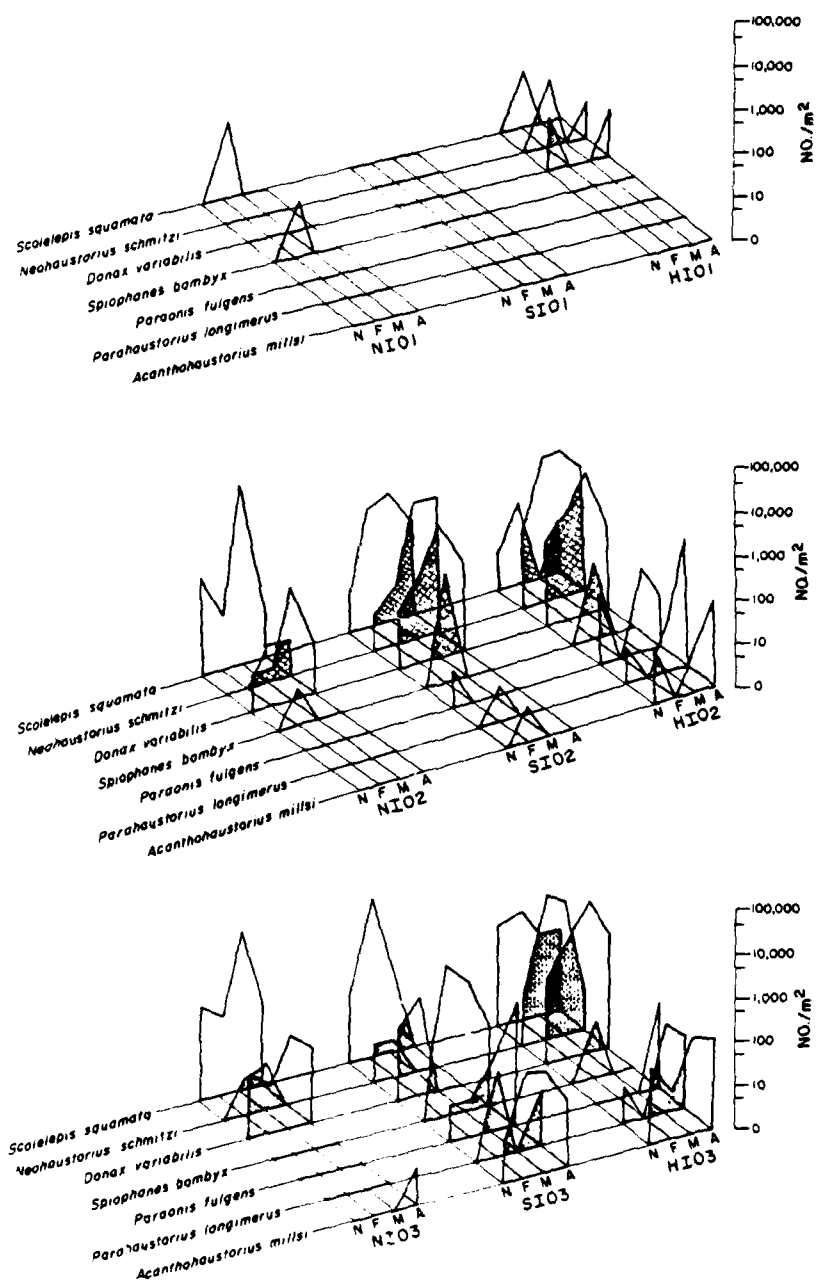 100,000
10,000
1,000
100
10
0
NO./m²
Scolelepis squamata
Neohaustorius schmitzi
Donax variabilis
Spiophanes bombyx
Paraonis fulgens
Parahaustorius longimerus
Acanthohaustorius millsi
N F M A
NI01
N F M A
SI01
N F M A
HI01
100,000
10,000
1,000
100
10
0
NO./m²
Scolelepis squamata
Neohaustorius schmitzi
Donax variabilis
Spiophanes bombyx
Paraonis fulgens
Parahaustorius longimerus
Acanthohaustorius millsi
N F M A
NI02
N F M A
SI02
N F M A
HI02
100,000
10,000
1,000
100
10
0
NO./m²
Scolelepis squamata
Neohaustorius schmitzi
Donax variabilis
Spiophanes bombyx
Paraonis fulgens
Parahaustorius longimerus
Acanthohaustorius millsi
N F M A
NI03
N F M A
SI03
N F M A
HI03